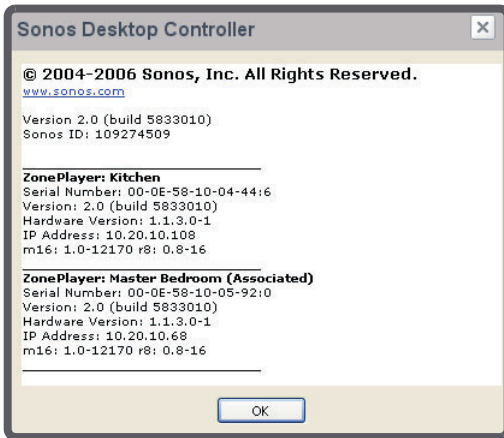 Sonos Desktop Controller
© 2004-2006 Sonos, Inc. All Rights Reserved.
www.sonos.com
Version 2.0 (build 5833010)
Sonos ID: 109274509
ZonePlayer: Kitchen
Serial Number: 00-0E-58-10-04-44:6
Version: 2.0 (build 5833010)
Hardware Version: 1.1.3.0-1
IP Address: 10.20.10.108
m16: 1.0-12170 r8: 0.8-16
ZonePlayer: Master Bedroom (Associated)
Serial Number: 00-0E-58-10-05-92:0
Version: 2.0 (build 5833010)
Hardware Version: 1.1.3.0-1
IP Address: 10.20.10.68
m16: 1.0-12170 r8: 0.8-16
OK